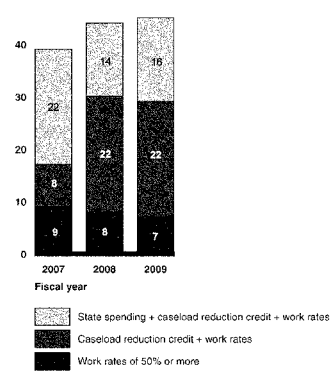 40
30
20
10
0
22
8
9
14
22
8
16
22
7
2007 2008 2009
Fiscal year
State spending + caseload reduction credit + work rates
Caseload reduction credit + work rates
Work rates of 50% or more